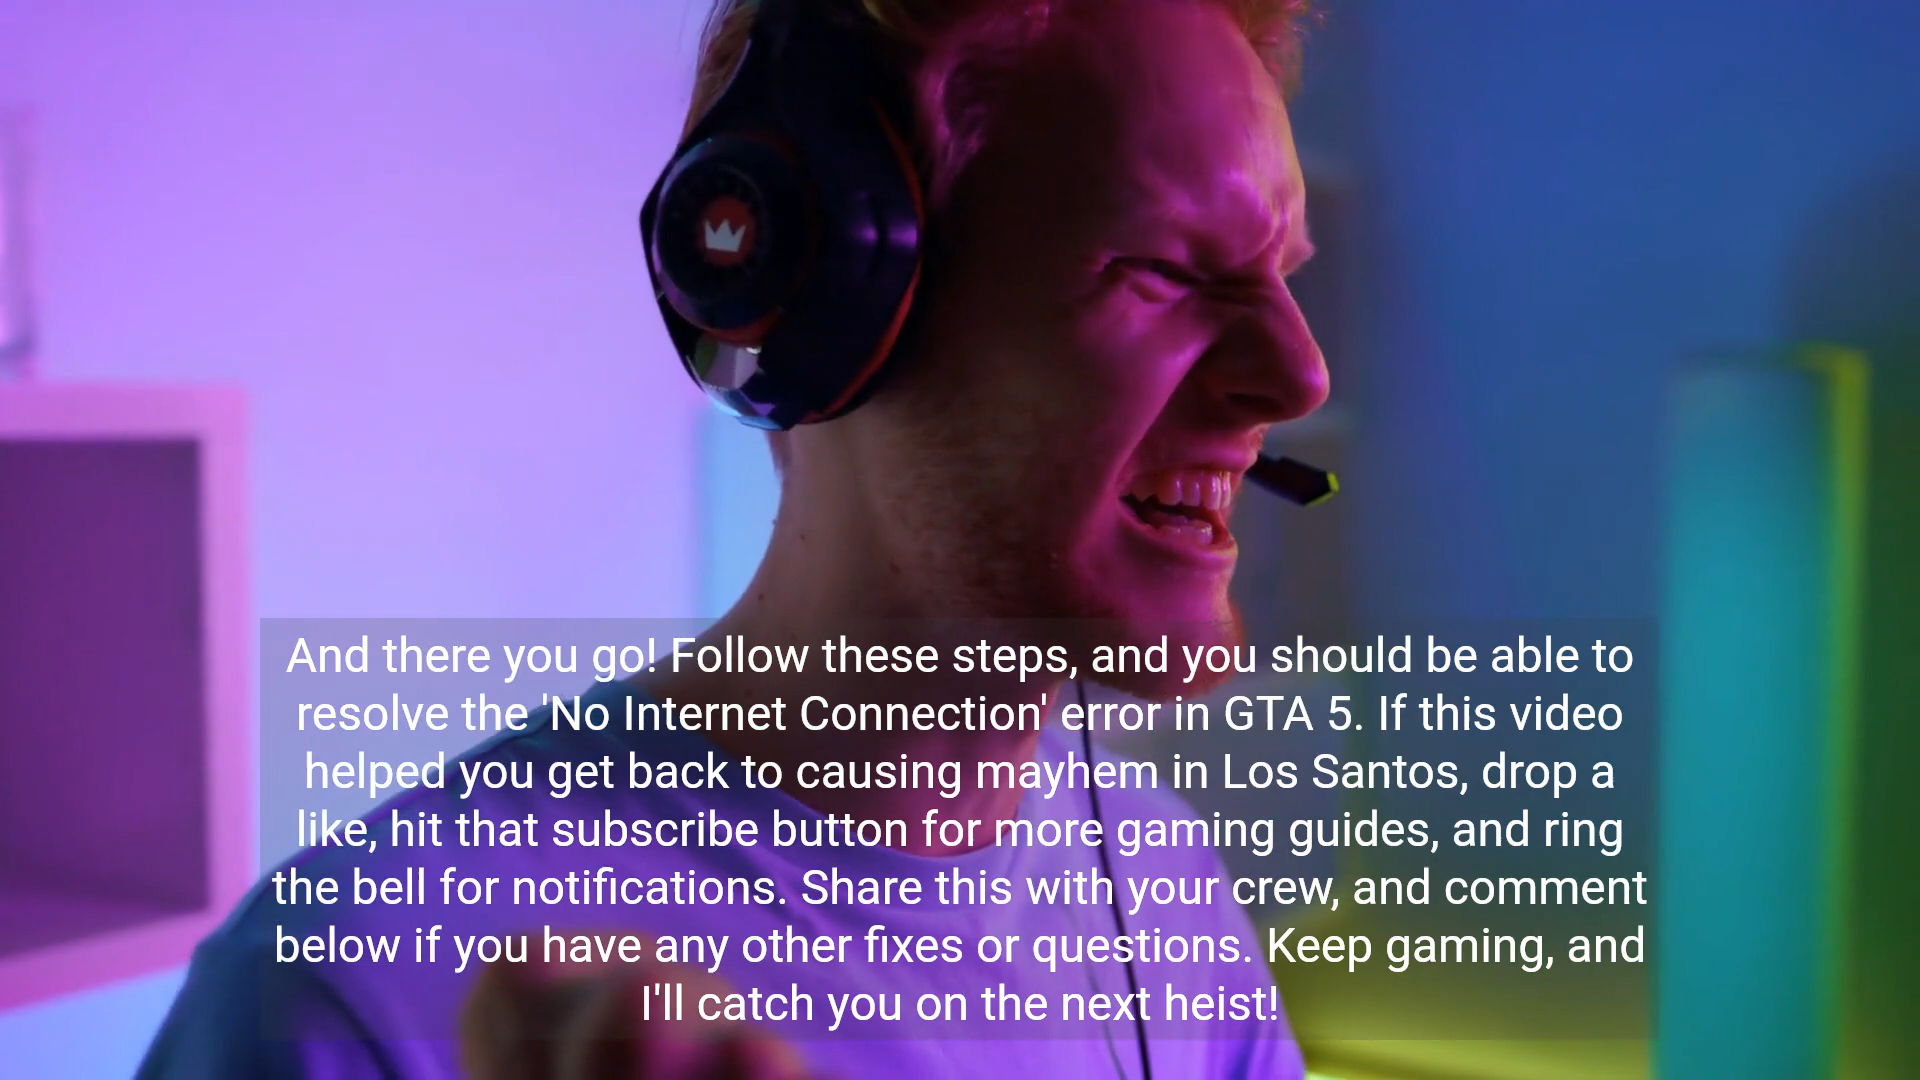 And there you go! Follow these steps, and you should be able to
resolve the 'No Internet Connection' error in GTA 5. If this video
helped you get back to causing mayhem in Los Santos, drop a
like, hit that subscribe button for more gaming guides, and ring
the bell for notifications. Share this with your crew, and comment
below if you have any other fixes or questions. Keep gaming, and
I'll catch you on the next heist!